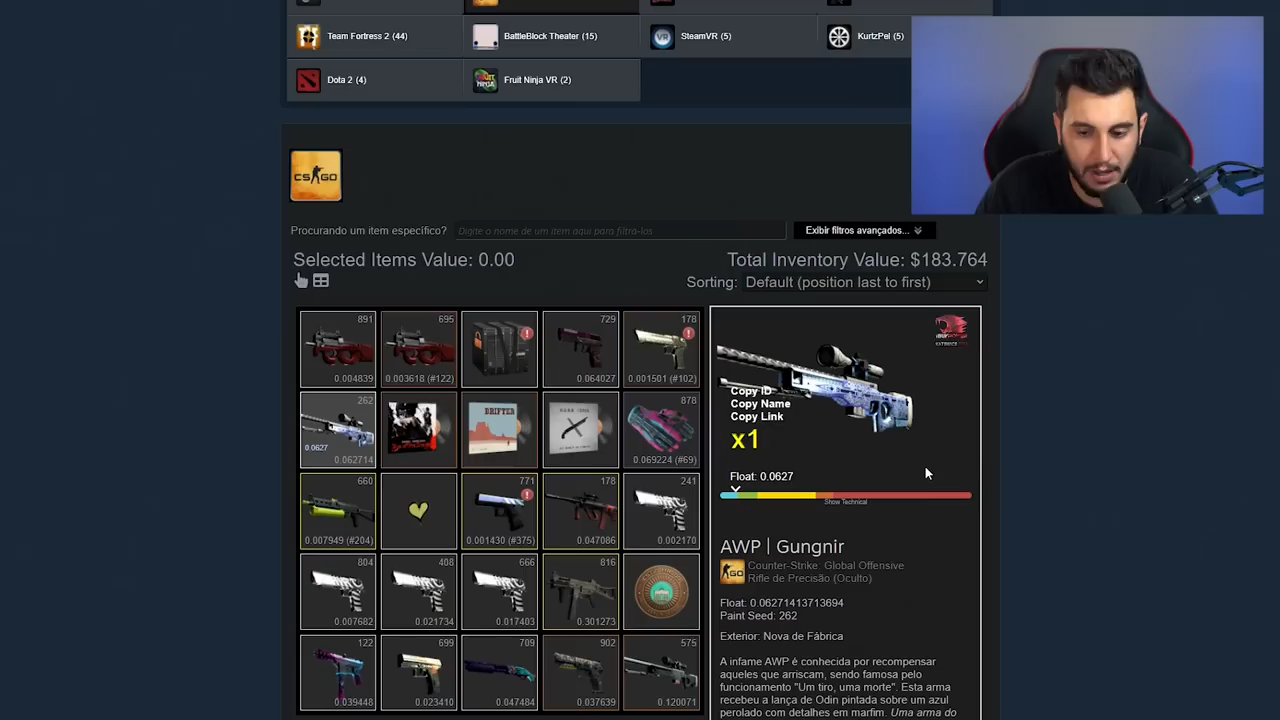 Team Fortress 2 (44)
BattleBlock Theater (15)
SteamVR (5)
KurtzPel (5)
Dota 2 (4)
Fruit Ninja VR (2)
CS GO
Procurando um item específico?
Digite o nome de um item aqui para filtrá-los
Exibir filtros avançados...
Selected Items Value: 0.00
Total Inventory Value: $183.764
Sorting: Default (position last to first)
891
0.004839
695
0.003618 (#122)
729
0.064027
178
0.001501 (#102)
262
0.0627
0.062714
DRIFTER
878
0.069224 (#69)
660
0.007949 (#204)
771
0.001430 (#375)
178
0.047086
241
0.002170
804
0.007682
408
0.021734
666
0.017403
816
0.301273
122
0.039448
699
0.023410
709
0.047484
902
0.037639
575
0.120071
Copy ID
Copy Name
Copy Link
x1
Float: 0.0627
Show Technical
AWP | Gungnir
Counter-Strike: Global Offensive
Rifle de Precisão (Oculto)
Float: 0.06271413713694
Paint Seed: 262
Exterior: Nova de Fábrica
A infame AWP é conhecida por recompensar
aqueles que arriscam, sendo famosa pelo
funcionamento "Um tiro, uma morte". Esta arma
recebeu a lança de Odin pintada sobre um azul
perolado com detalhes em marfim. Uma arma do